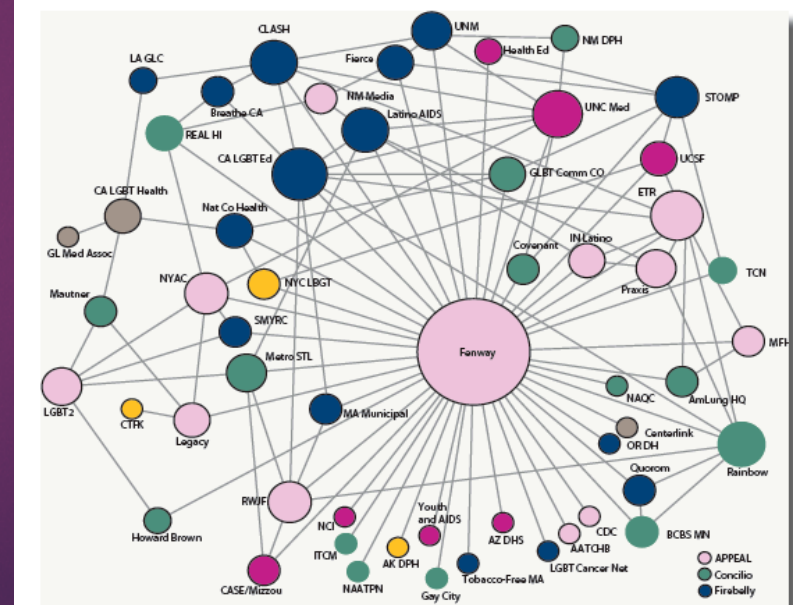 CLASH
UNM
LA GLC
Fierce
Health Ed
NM DPH
Breathe CA
NM Media
STOMP
REAL HI
Latino AIDS
UNC Med
CA LGBT Ed
GLBT Comm CO
UCSF
CA LGBT Health
ETR
Nat Co Health
GL Med Assoc
Covenant
IN Latino
NYAC
NYC LBGT
Praxis
TCN
Mautner
SMYRC
MFH
Fenway
Metro STL
LGBT2
CTFK
Legacy
MA Municipal
NAQC
AmLung HQ
Centerlink
OR DH
Rainbow
Quorom
RWJF
Howard Brown
NCI
Youth
and AIDS
CDC
BCBS MN
ITCM
AZ DHS
AATCHB
AK DPH
LGBT Cancer Net
CASE/Mizzou
NAATPN
Gay City
Tobacco-Free MA
APPEAL
Concilio
Firebelly